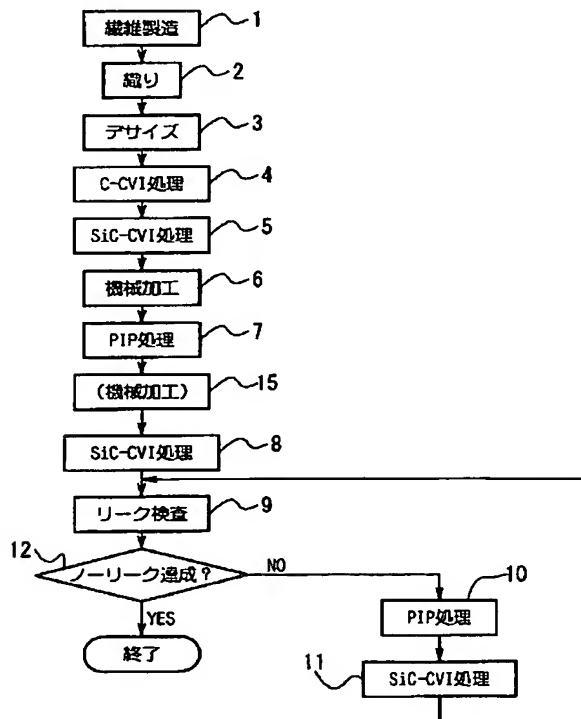 繊維製造 1
織り 2
デサイズ 3
C-CVI処理 4
SiC-CVI処理 5
機械加工 6
PIP処理 7
(機械加工) 15
SiC-CVI処理 8
リーク検査 9
12
ノーリーク達成? NO
YES
終了
10
PIP処理
11
SiC-CVI処理